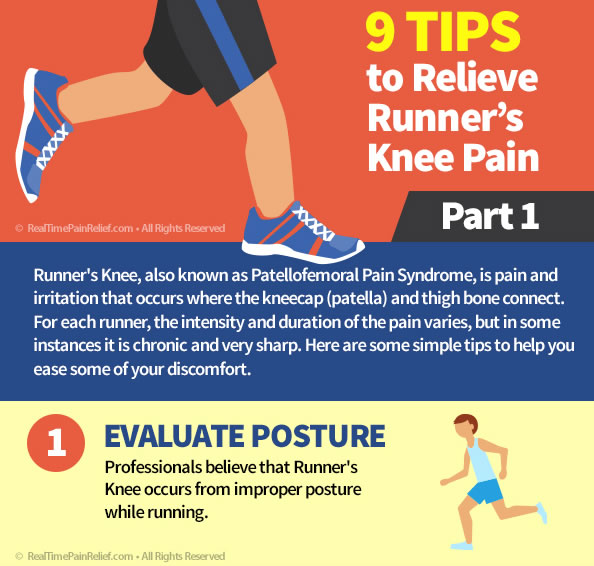 9 TIPS
to Relieve
Runner's
Knee Pain
Part 1
© RealTimePainRelief.com • All Rights Reserved
Runner's Knee, also known as Patellofemoral Pain Syndrome, is pain and
irritation that occurs where the kneecap (patella) and thigh bone connect.
For each runner, the intensity and duration of the pain varies, but in some
instances it is chronic and very sharp. Here are some simple tips to help you
ease some of your discomfort.
1
EVALUATE POSTURE
Professionals believe that Runner's
Knee occurs from improper posture
while running.
© RealTimePainRelief.com • All Rights Reserved